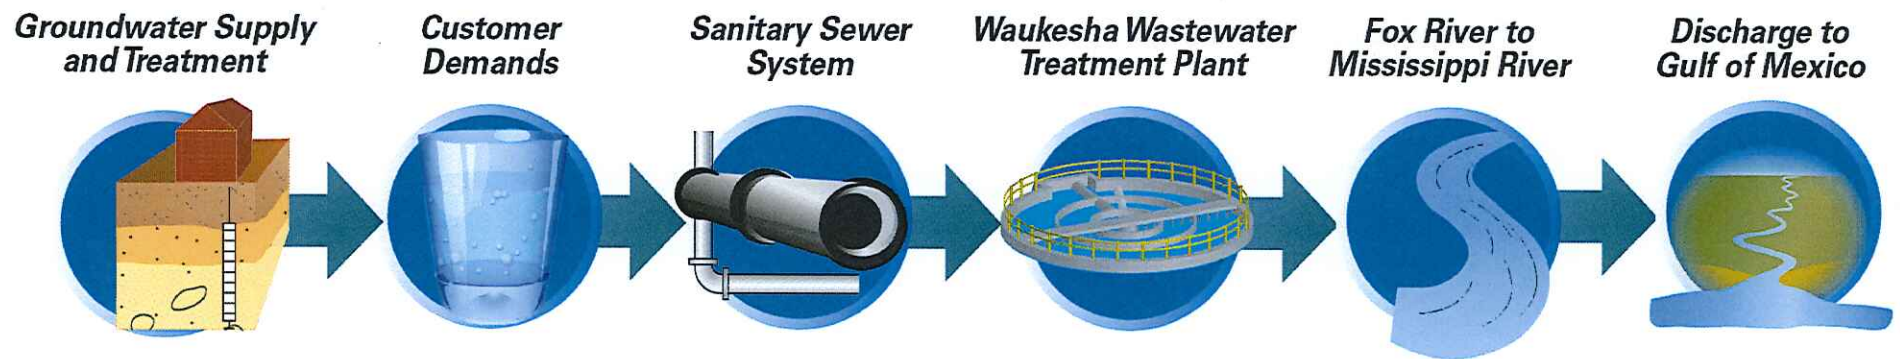 Groundwater Supply
and Treatment
Customer
Demands
Sanitary Sewer
System
Waukesha Wastewater
Treatment Plant
Fox River to
Mississippi River
Discharge to
Gulf of Mexico